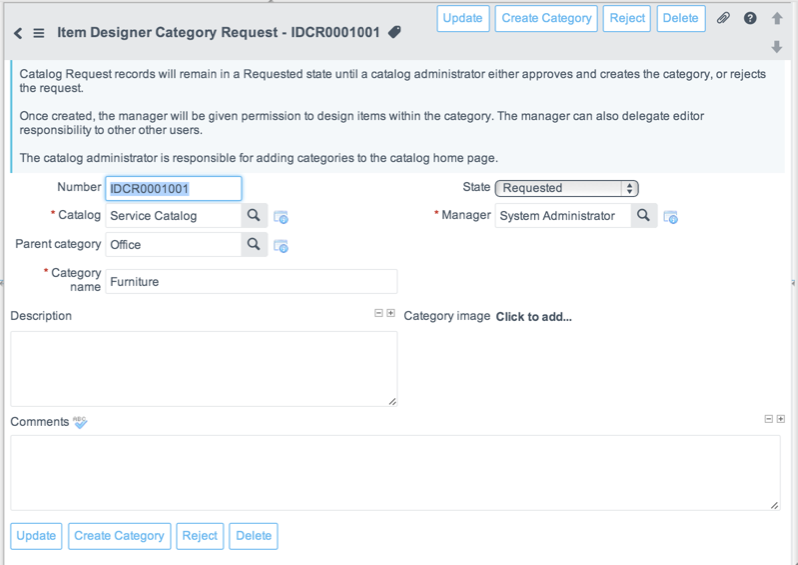 Item Designer Category Request - IDCR0001001
Update Create Category Reject Delete
Catalog Request records will remain in a Requested state until a catalog administrator either approves and creates the category, or rejects
the request.
Once created, the manager will be given permission to design items within the category. The manager can also delegate editor
responsibility to other other users.
The catalog administrator is responsible for adding categories to the catalog home page.
Number IDCR0001001 State Requested
* Catalog Service Catalog * Manager System Administrator
Parent category Office
* Category
name Furniture
Description Category image Click to add...
Comments ABC
Update Create Category Reject Delete